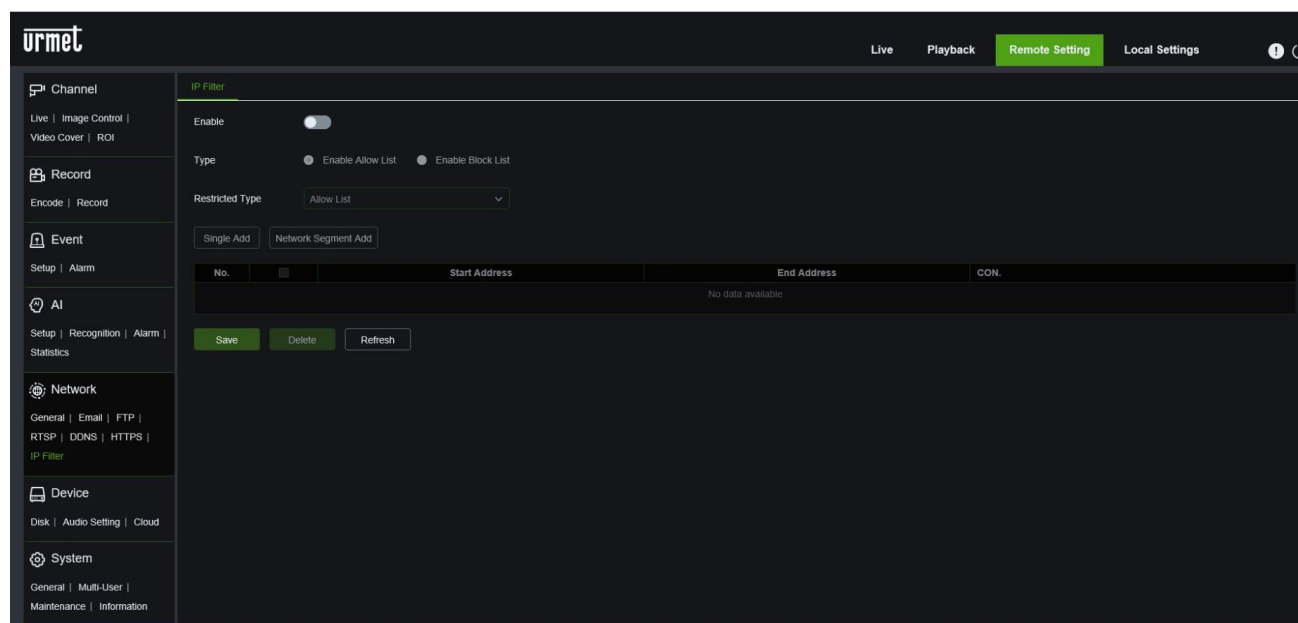 urmet
Live Playback Remote Setting Local Settings
Channel
Live | Image Control |
Video Cover | ROI
Record
Encode | Record
Event
Setup | Alarm
AI
Setup | Recognition | Alarm |
Statistics
Network
General | Email | FTP |
RTSP | DDNS | HTTPS |
IP Filter
Device
Disk | Audio Setting | Cloud
System
General | Multi-User |
Maintenance | Information
IP Filter
Enable
Type Enable Allow List Enable Block List
Restricted Type Allow List
Single Add Network Segment Add
No. Start Address End Address CON.
No data available
Save Delete Refresh